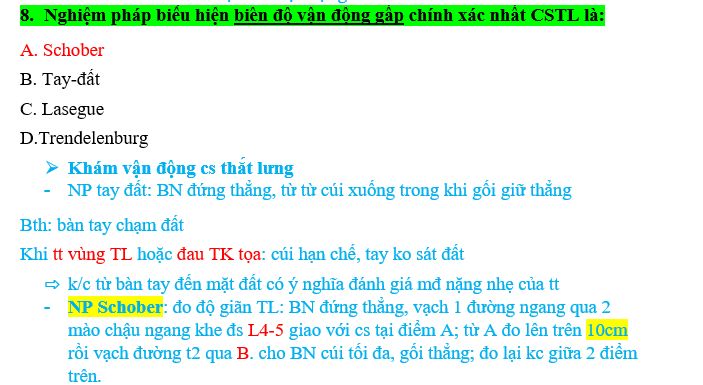 8. Nghiệm pháp biểu hiện biên độ vận động gấp chính xác nhất CSTL là:
A. Schober
B. Tay-đất
C. Lasegue
D.Trendelenburg
➢ Khám vận động cs thắt lưng
- NP tay đất: BN đứng thẳng, từ từ cúi xuống trong khi gối giữ thẳng
Bth: bàn tay chạm đất
Khi tt vùng TL hoặc đau TK tọa: cúi hạn chế, tay ko sát đất
⇨ k/c từ bàn tay đến mặt đất có ý nghĩa đánh giá mđ nặng nhẹ của tt
- NP Schober: đo độ giãn TL: BN đứng thẳng, vạch 1 đường ngang qua 2
mào chậu ngang khe đs L4-5 giao với cs tại điểm A; từ A đo lên trên 10cm
rồi vạch đường t2 qua B. cho BN cúi tối đa, gối thẳng; đo lại kc giữa 2 điểm
trên.